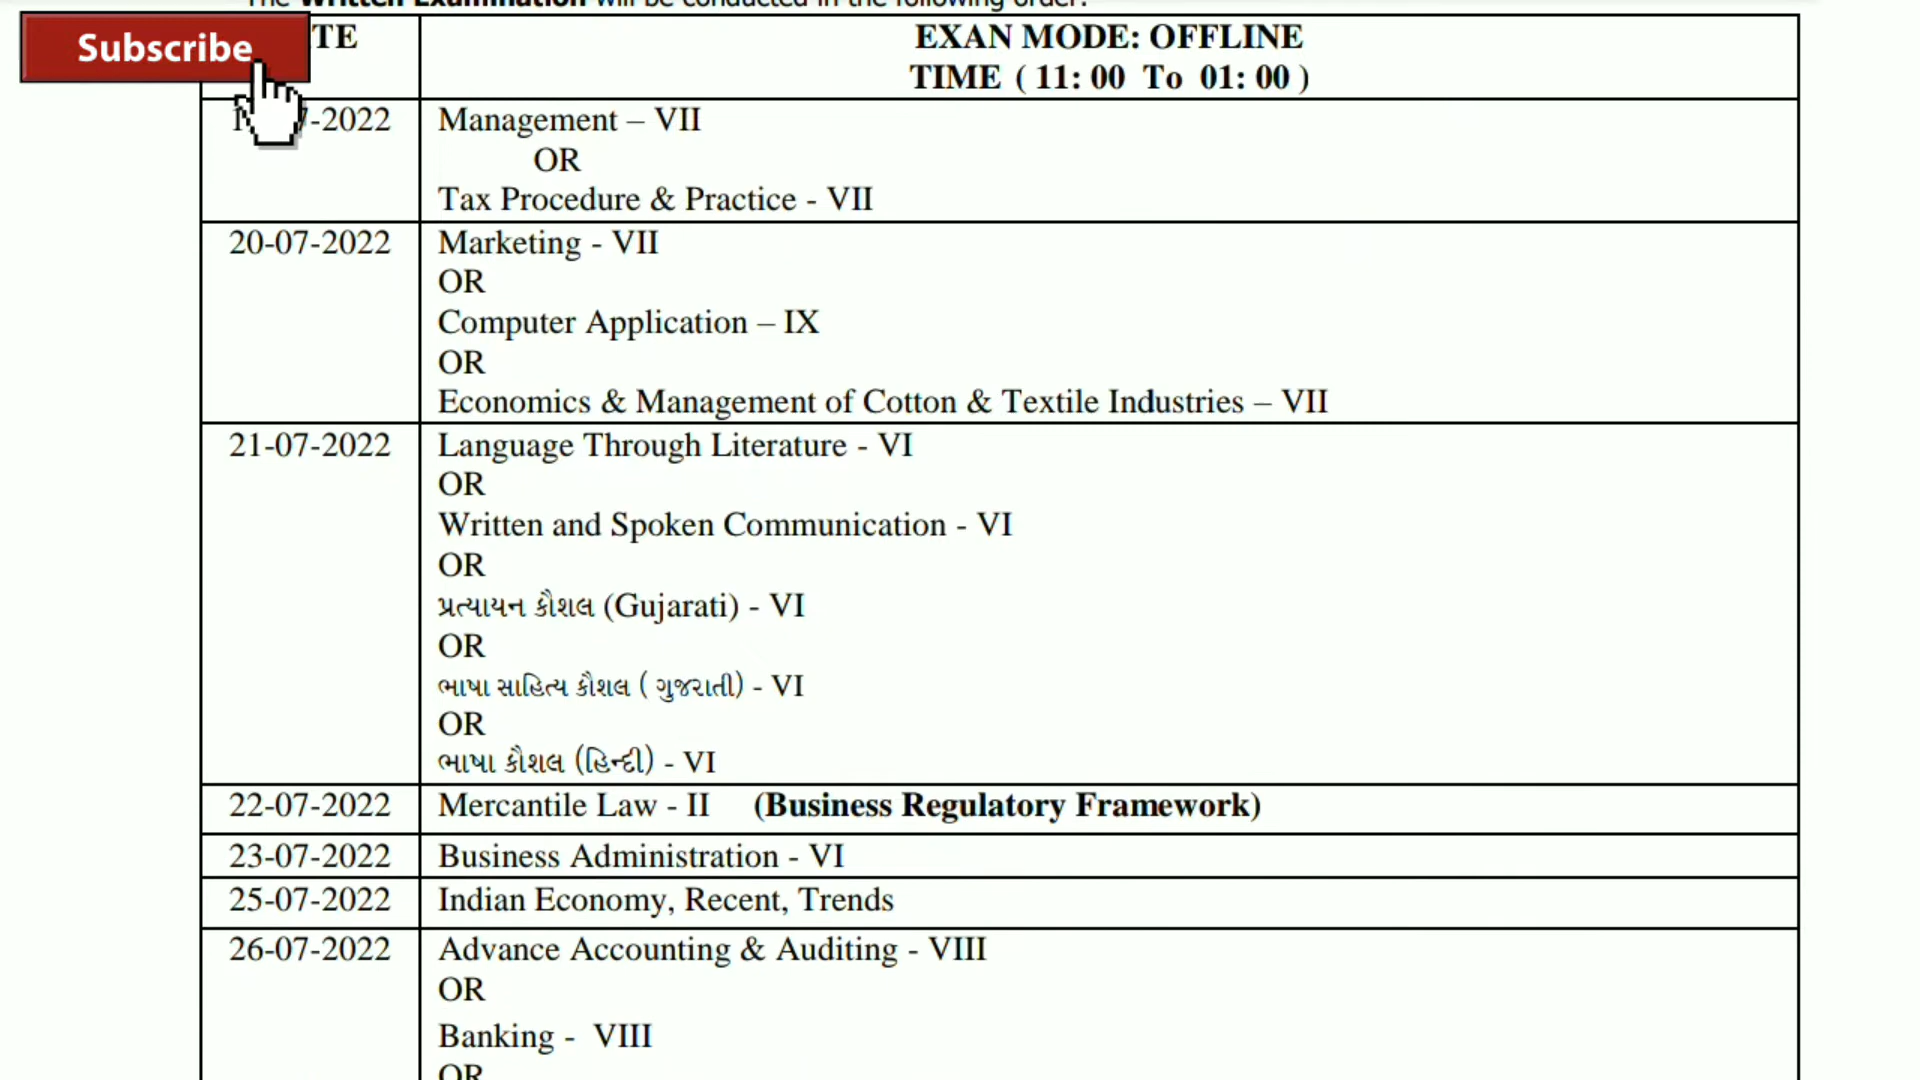 Subscribe
EXAN MODE: OFFLINE
TIME ( 11: 00 To 01: 00 )
-2022
Management – VII
OR
Tax Procedure & Practice - VII
20-07-2022
Marketing - VII
OR
Computer Application – IX
OR
Economics & Management of Cotton & Textile Industries – VII
21-07-2022
Language Through Literature - VI
OR
Written and Spoken Communication - VI
OR
પ્રત્યાયન કૌશલ (Gujarati) - VI
OR
ભાષા સાહિત્ય કૌશલ ( ગુજરાતી) - VI
OR
ભાષા કૌશલ (હિન્દી) - VI
22-07-2022
Mercantile Law - II (Business Regulatory Framework)
23-07-2022
Business Administration - VI
25-07-2022
Indian Economy, Recent, Trends
26-07-2022
Advance Accounting & Auditing - VIII
OR
Banking - VIII
OR